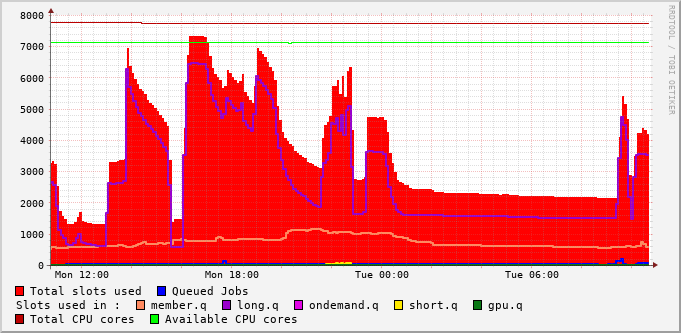 8000
7000
6000
5000
4000
3000
2000
1000
0
Mon 12:00 Mon 18:00 Tue 00:00 Tue 06:00
RRDTOOL / TOBI OETIKER
Total slots used Queued Jobs
Slots used in : member.q long.q ondemand.q short.q gpu.q
Total CPU cores Available CPU cores